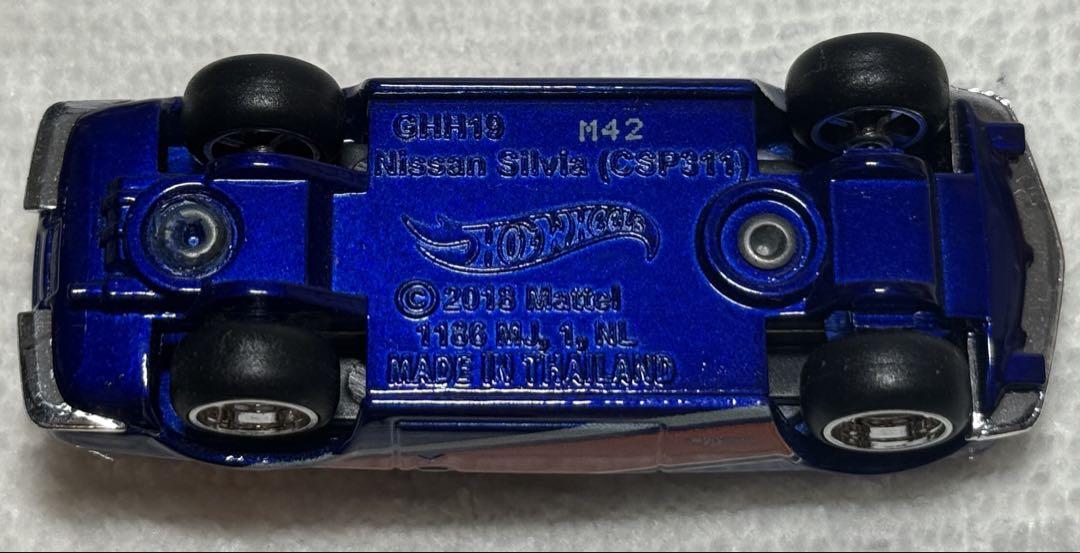 GHH19 M42
Nissan Silvia (CSP311)
HOT WHEELS
© 2018 Mattel
1186 MJ, 1, NL
MADE IN THAILAND